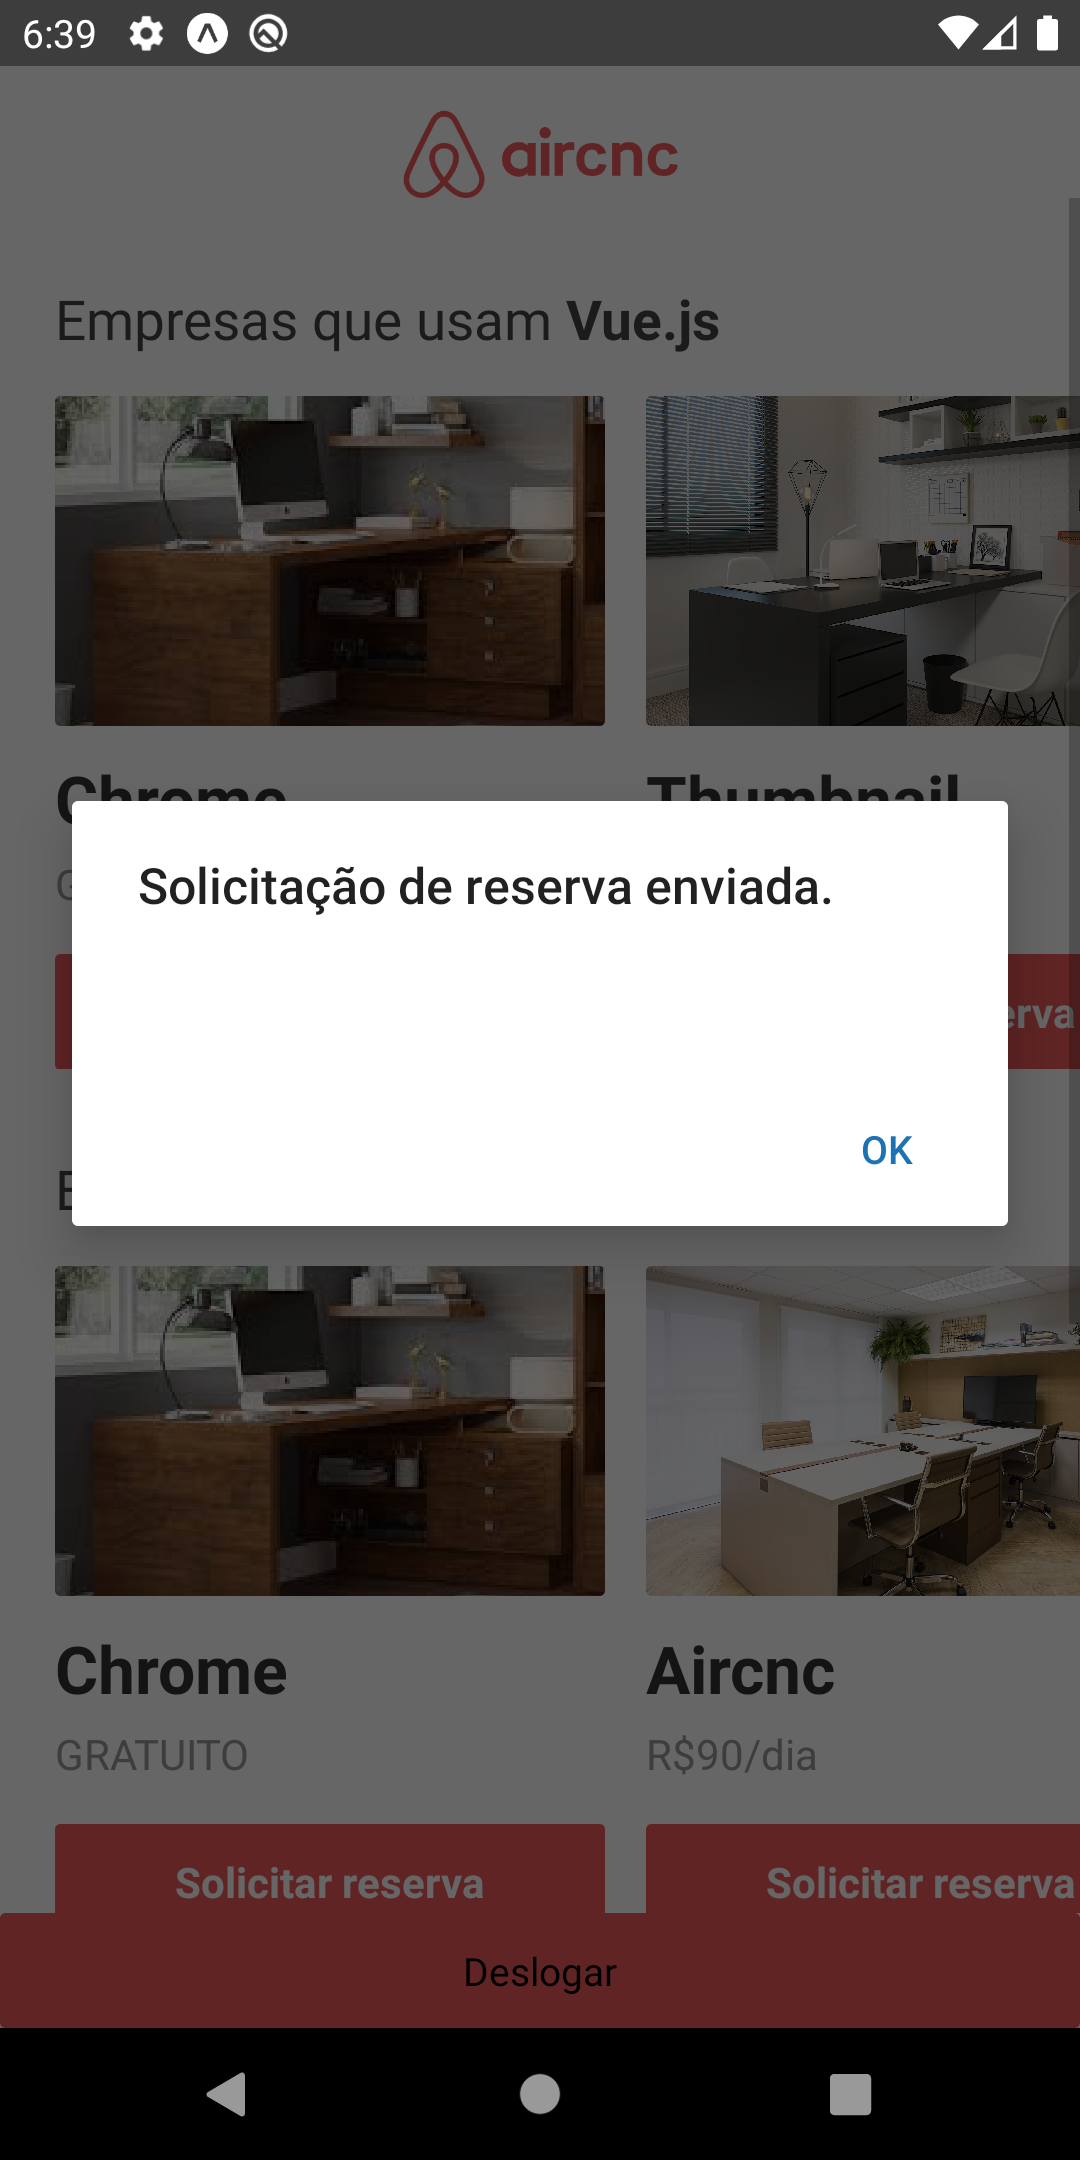 6:39
aircnc
Empresas que usam Vue.js
Chrome
Thumbnail
Solicitação de reserva enviada.
OK
Chrome
Aircnc
GRATUITO
R$90/dia
Solicitar reserva
Solicitar reserva
Deslogar